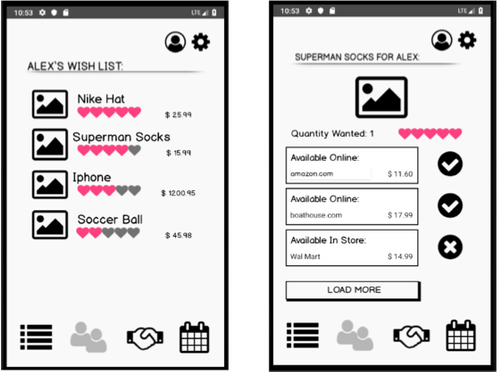 10:53
LTE
ALEX'S WISH LIST:
Nike Hat
$ 25.99
Superman Socks
$ 15.99
Iphone
$ 1200.95
Soccer Ball
$ 45.98
10:53
LTE
SUPERMAN SOCKS FOR ALEX:
Quantity Wanted: 1
Available Online:
amazon.com $ 11.60
Available Online:
boathouse.com $ 17.99
Available In Store:
Wal Mart $ 14.99
LOAD MORE